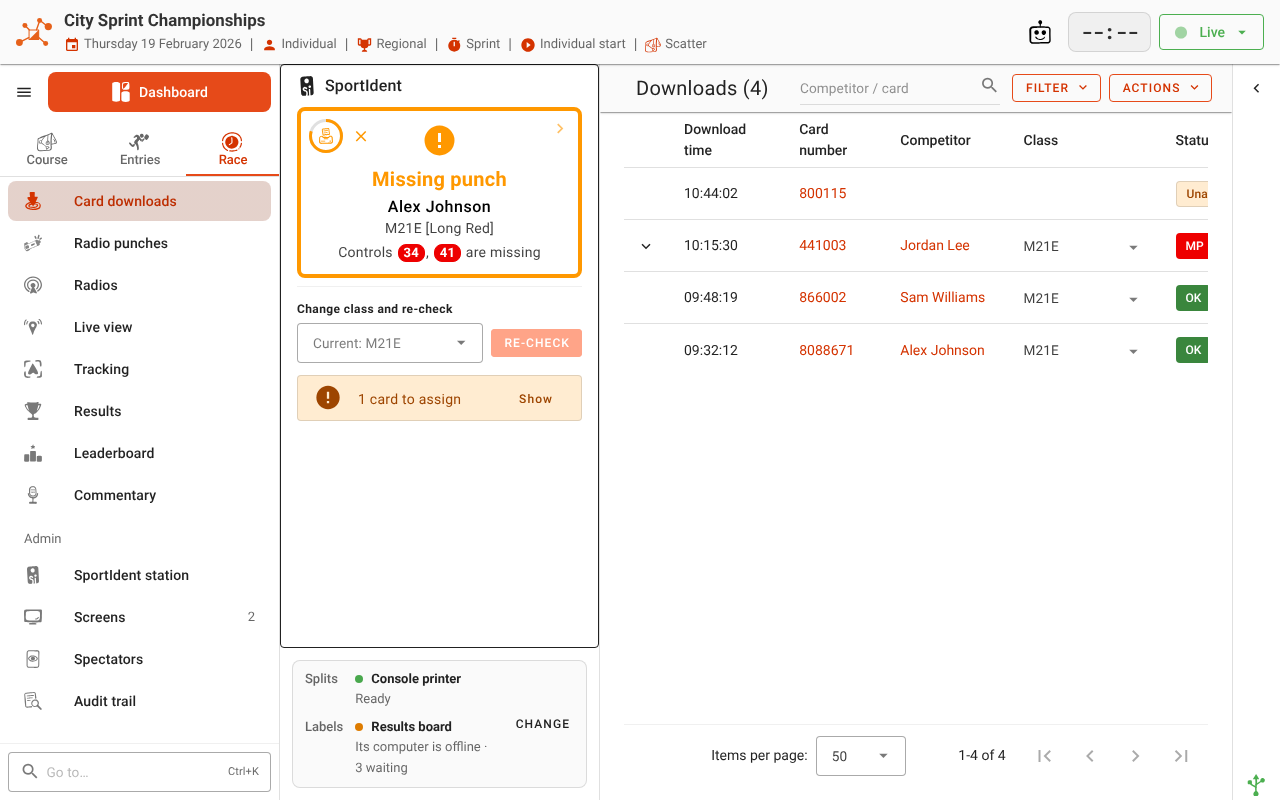 City Sprint Championships
Thursday 19 February 2026 | Individual | Regional | Sprint | Individual start | Scatter
--:--
Live
Dashboard
Course
Entries
Race
Card downloads
Radio punches
Radios
Live view
Tracking
Results
Leaderboard
Commentary
Admin
SportIdent station
Screens 2
Spectators
Audit trail
Go to... Ctrl+K
SportIdent
Missing punch
Alex Johnson
M21E [Long Red]
Controls 34, 41 are missing
Change class and re-check
Current: M21E
RE-CHECK
1 card to assign Show
Splits Console printer
Ready
Labels Results board CHANGE
Its computer is offline ·
3 waiting
Downloads (4)
Competitor / card
FILTER
ACTIONS
Download time Card number Competitor Class Statu
10:44:02 800115 Una
10:15:30 441003 Jordan Lee M21E MP
09:48:19 866002 Sam Williams M21E OK
09:32:12 8088671 Alex Johnson M21E OK
Items per page: 50 1-4 of 4